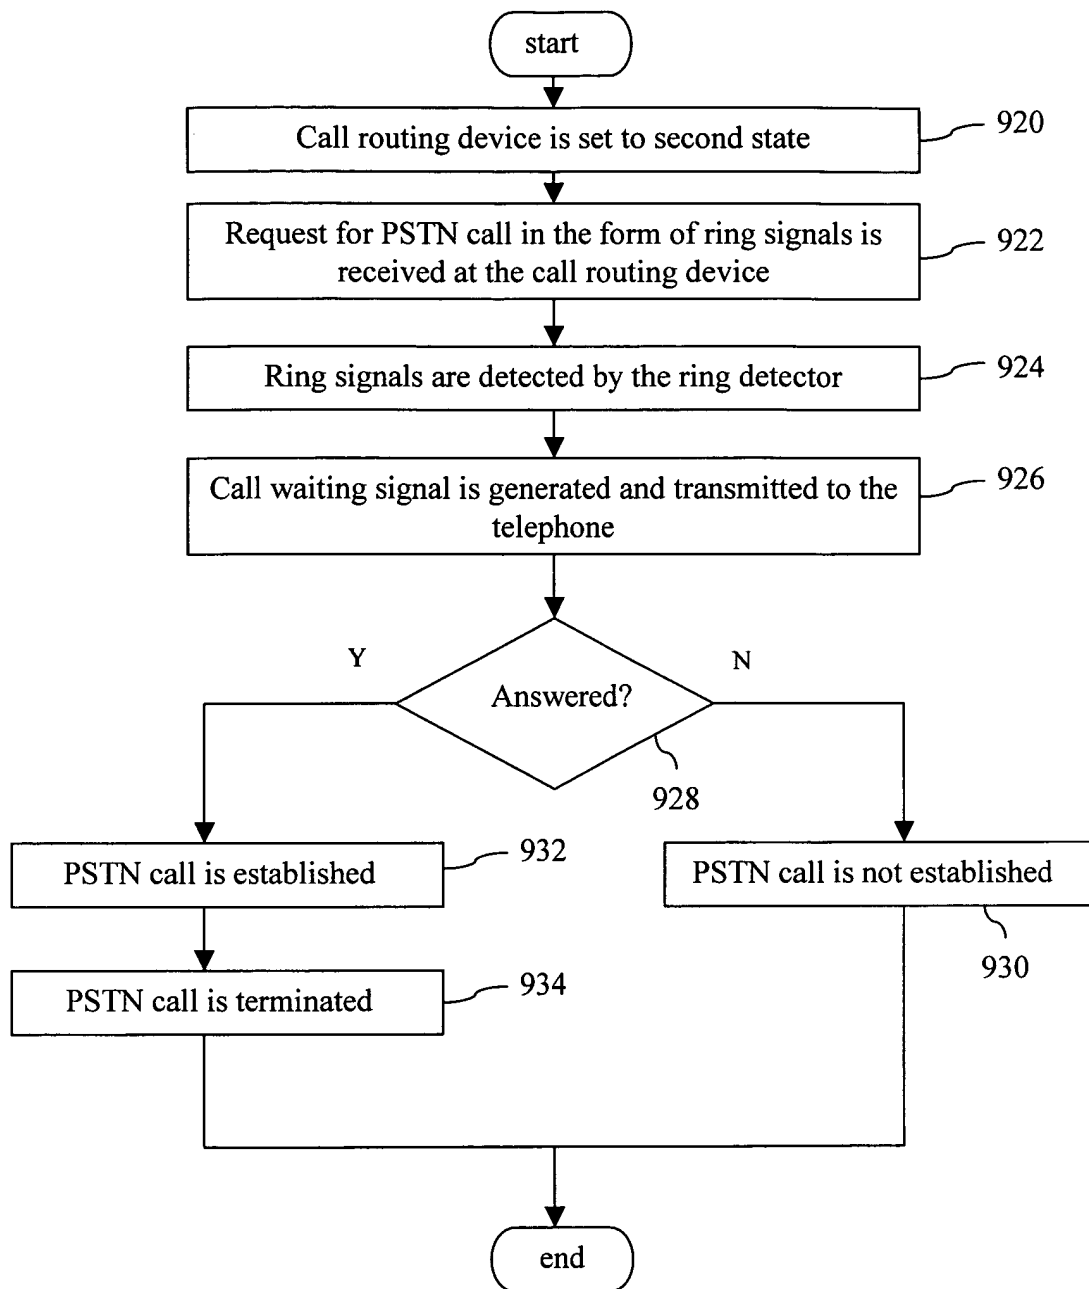 start
Call routing device is set to second state
920
Request for PSTN call in the form of ring signals is
received at the call routing device
922
Ring signals are detected by the ring detector
924
Call waiting signal is generated and transmitted to the
telephone
926
Y
N
Answered?
928
PSTN call is established
932
PSTN call is not established
930
PSTN call is terminated
934
end